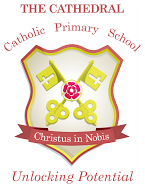 THE CATHEDRAL
Catholic Primary School
Christus in Nobis
Unlocking Potential